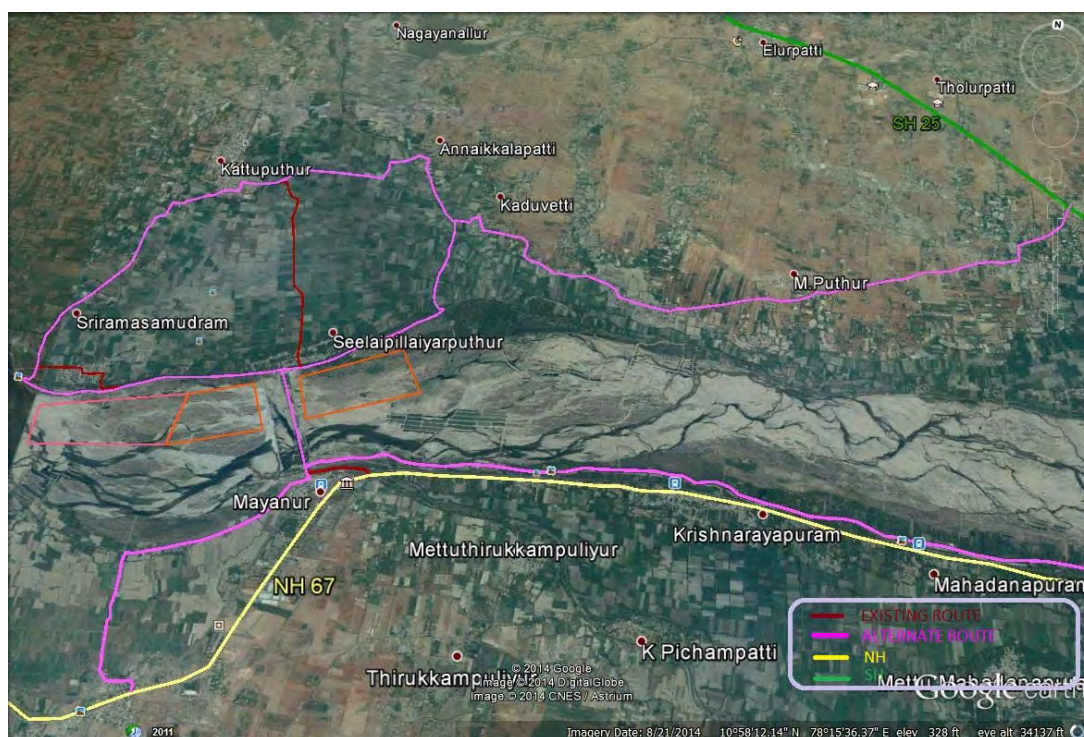 N
Nagayanallur
Elurpatti
Tholurpatti
SH 25
Annaikkalapatti
Kattuputhur
Kaduvetti
M.Puthur
Sriramasamudram
Seelaipillaiyarputhur
Mayanur
Krishnarayapuram
Mettuthirukkampuliyur
Mahadanapuram
NH 67
EXISTING ROUTE
ALTERNATE ROUTE
NH
K Pichampatti
Thirukkampuliyur
© 2014 Google
Image © 2014 DigitalGlobe
Image © 2014 CNES / Astrium
Google earth
2011
Imagery Date: 8/21/2014 10°58'12.14" N 78°15'36.37" E elev 328 ft eye alt 34137 ft